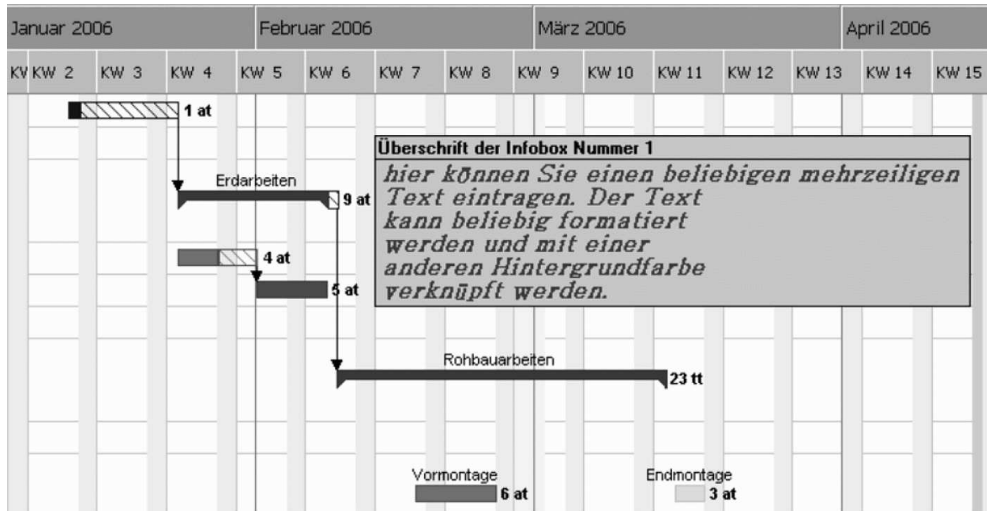 Januar 2006 Februar 2006 März 2006 April 2006
KV KW 2 KW 3 KW 4 KW 5 KW 6 KW 7 KW 8 KW 9 KW 10 KW 11 KW 12 KW 13 KW 14 KW 15
1 at
Überschrift der Infobox Nummer 1
hier können Sie einen beliebigen mehrzeiligen
Text eintragen. Der Text
kann beliebig formatiert
werden und mit einer
anderen Hintergrundfarbe
verknüpft werden.
Erdarbeiten
9 at
4 at
5 at
Rohbauarbeiten
23 tt
Vormontage
6 at
Endmontage
3 at